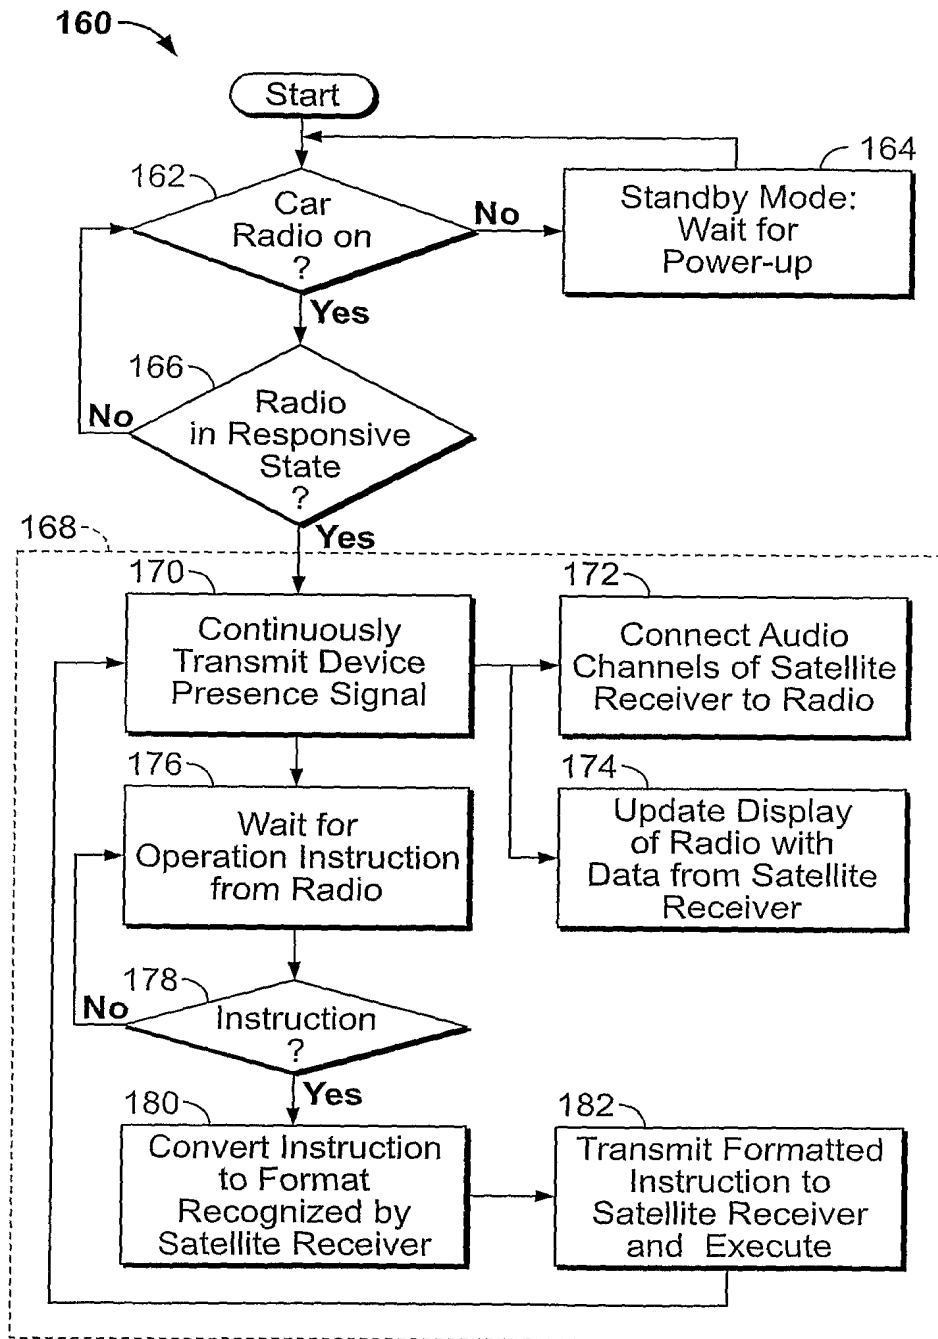 160
Start
162
Car
Radio on
?
No
164
Standby Mode:
Wait for
Power-up
Yes
166
Radio
in Responsive
State
?
No
Yes
168
170
Continuously
Transmit Device
Presence Signal
172
Connect Audio
Channels of Satellite
Receiver to Radio
174
Update Display
of Radio with
Data from Satellite
Receiver
176
Wait for
Operation Instruction
from Radio
178
Instruction
?
No
Yes
180
Convert Instruction
to Format
Recognized by
Satellite Receiver
182
Transmit Formatted
Instruction to
Satellite Receiver
and Execute